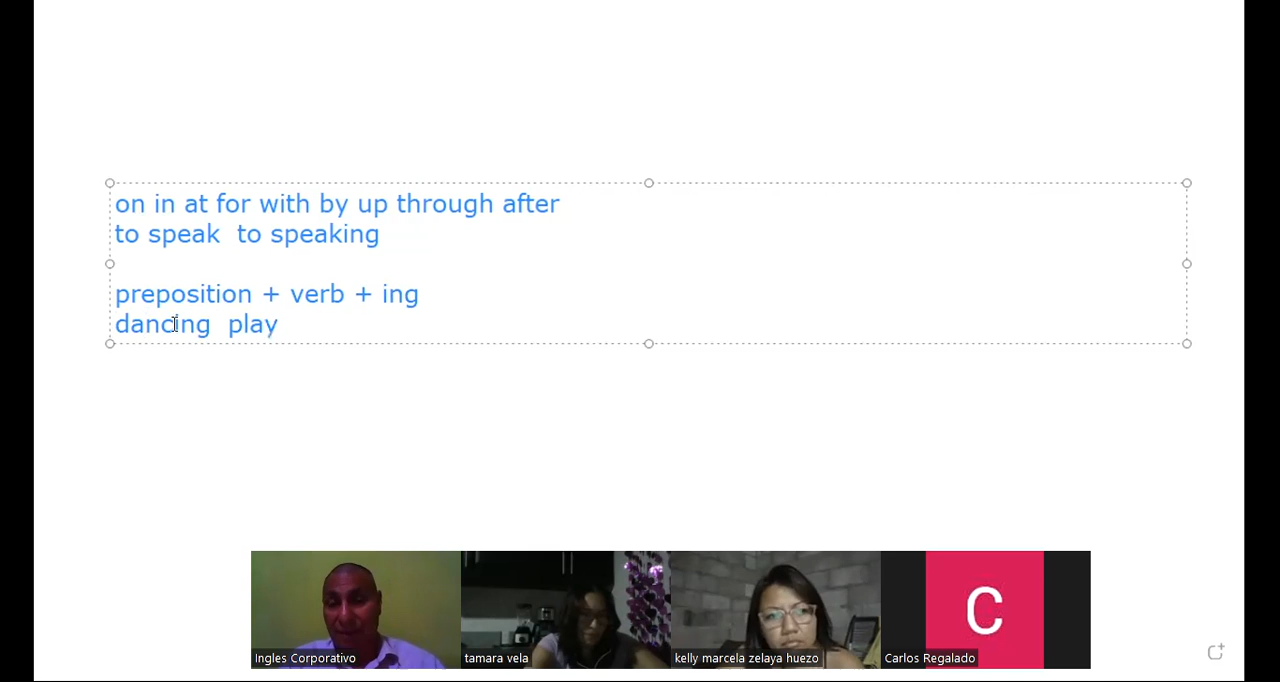 on in at for with by up through after
to speak  to speaking
preposition + verb + ing
dancing  play
Ingles Corporativo
tamara vela
kelly marcela zelaya huezo
C
Carlos Regalado